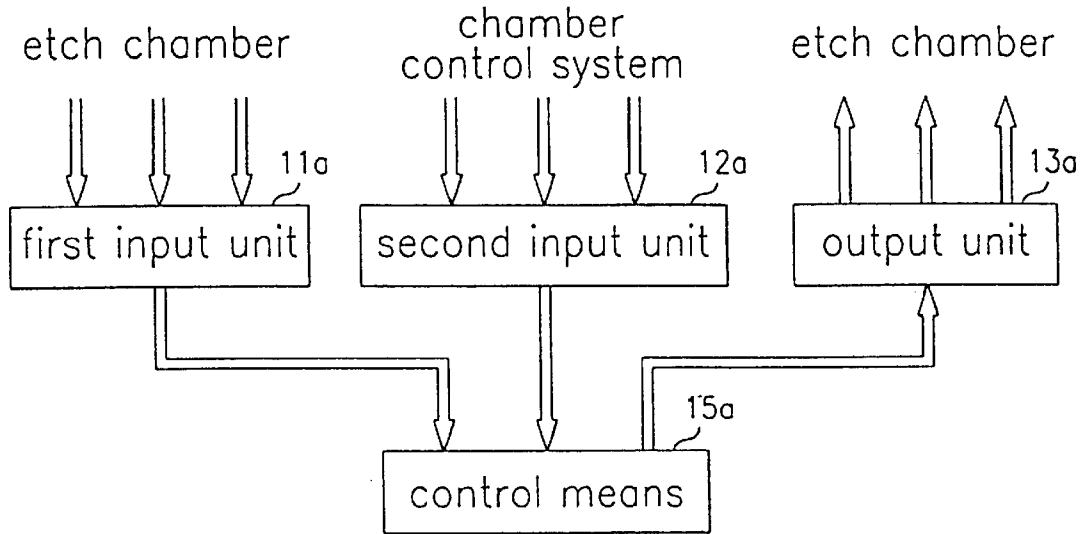 etch chamber
chamber
control system
etch chamber
11a
12a
13a
first input unit
second input unit
output unit
15a
control means